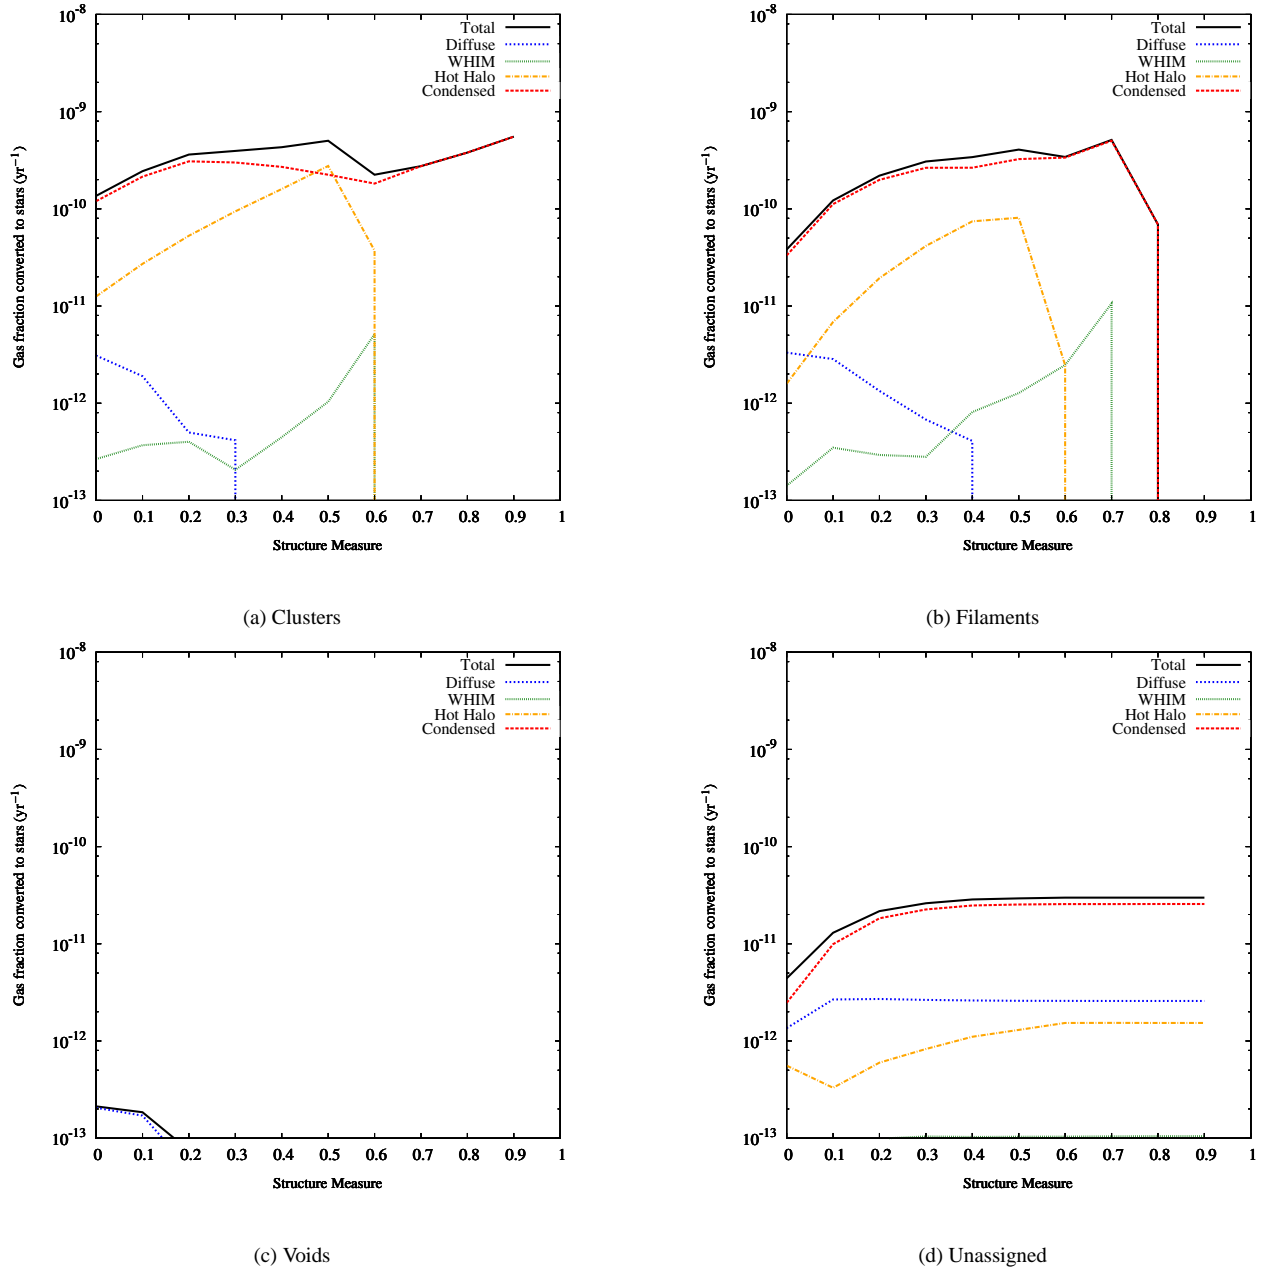 10^-8
10^-9
10^-10
10^-11
10^-12
10^-13
Gas fraction converted to stars (yr^-1)
Total
Diffuse
WHIM
Hot Halo
Condensed
0 0.1 0.2 0.3 0.4 0.5 0.6 0.7 0.8 0.9 1
Structure Measure
(a) Clusters
10^-8
10^-9
10^-10
10^-11
10^-12
10^-13
Gas fraction converted to stars (yr^-1)
Total
Diffuse
WHIM
Hot Halo
Condensed
0 0.1 0.2 0.3 0.4 0.5 0.6 0.7 0.8 0.9 1
Structure Measure
(b) Filaments
10^-8
10^-9
10^-10
10^-11
10^-12
10^-13
Gas fraction converted to stars (yr^-1)
Total
Diffuse
WHIM
Hot Halo
Condensed
0 0.1 0.2 0.3 0.4 0.5 0.6 0.7 0.8 0.9 1
Structure Measure
(c) Voids
10^-8
10^-9
10^-10
10^-11
10^-12
10^-13
Gas fraction converted to stars (yr^-1)
Total
Diffuse
WHIM
Hot Halo
Condensed
0 0.1 0.2 0.3 0.4 0.5 0.6 0.7 0.8 0.9 1
Structure Measure
(d) Unassigned